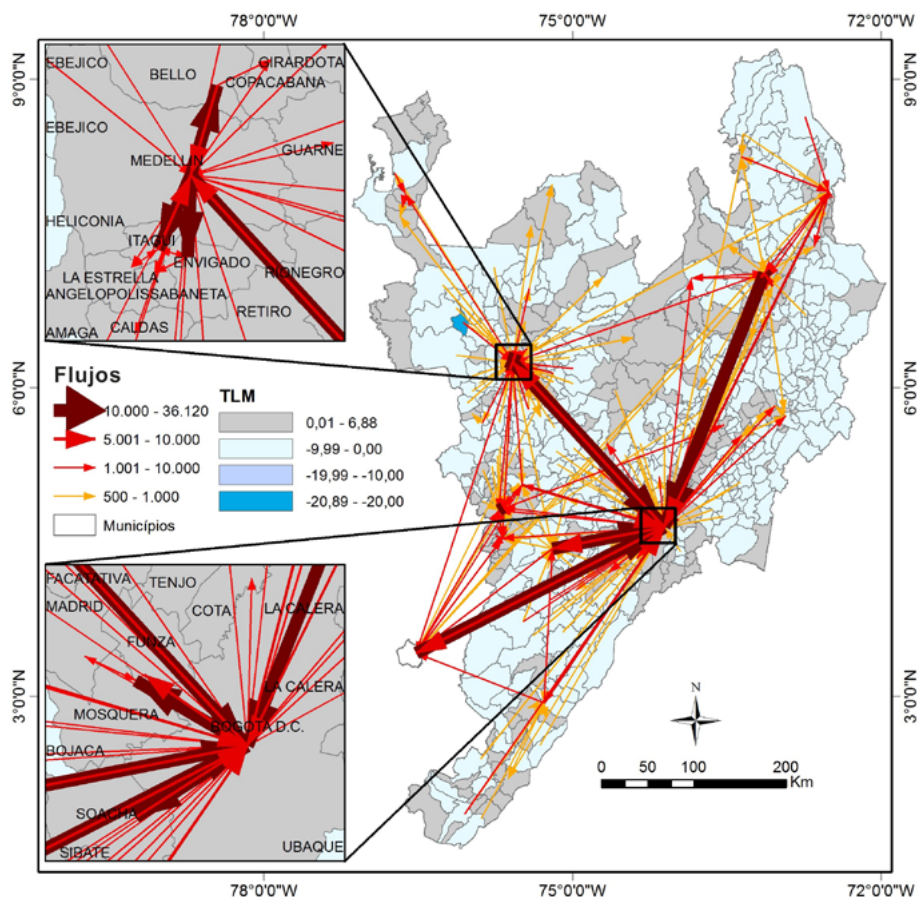 78°0'0"W
75°0'0"W
72°0'0"W
9°0'0"N
6°0'0"N
3°0'0"N
9°0'0"N
6°0'0"N
3°0'0"N
EBEJICO
BELLO
GIRARDOTA
COPACABANA
EBEJICO
MEDELLIN
GUARNE
HELICONIA
ITAGUI
LA ESTRELLA
ENVIGADO
RIONEGRO
ANGELOPOLIS
SABANETA
AMAGA
CALDAS
RETIRO
Flujos
10.000 - 36.120
5.001 - 10.000
1.001 - 10.000
500 - 1.000
Municípios
TLM
0,01 - 6,88
-9,99 - 0,00
-19,99 - -10,00
-20,89 - -20,00
FACATATIVA
TENJO
MADRID
COTA
LA CALERA
FUNZA
LA CALERA
MOSQUERA
BOGOTA D.C.
BOJACA
SOACHA
SIBATE
UBAQUE
N
0 50 100 200
Km
78°0'0"W
75°0'0"W
72°0'0"W